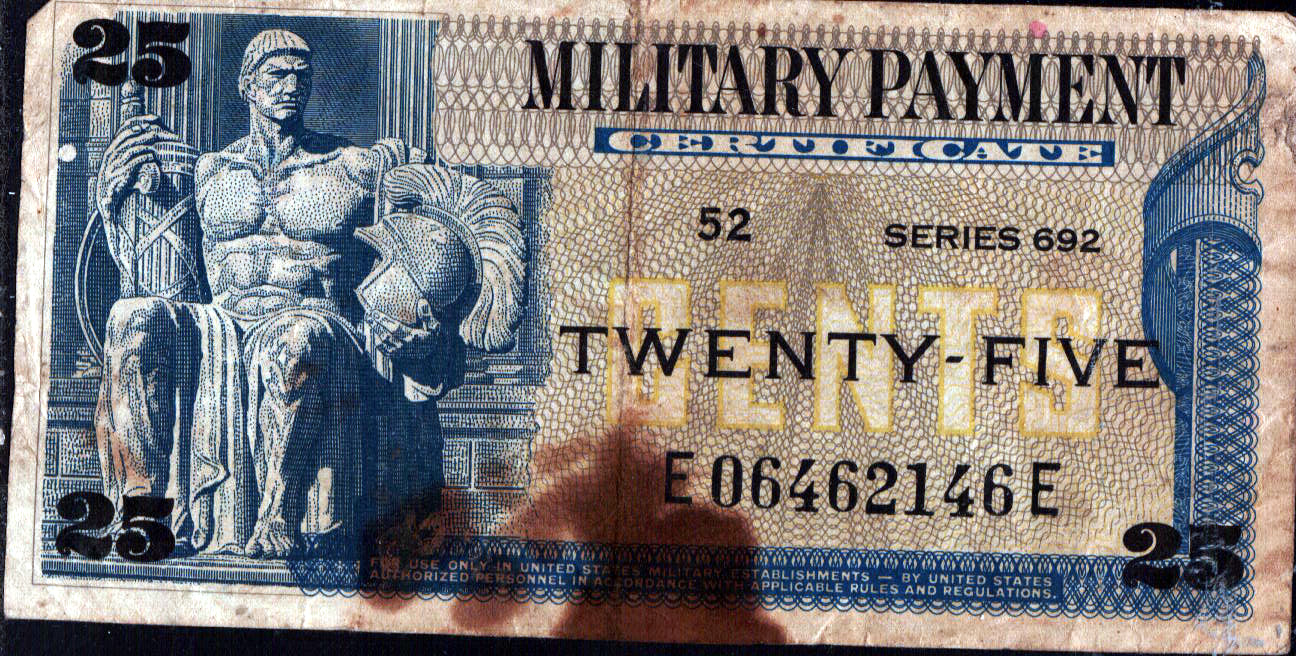 25
MILITARY PAYMENT
CERTIFICATE
52 SERIES 692
CENTS
TWENTY-FIVE
E06462146E
25
25
FOR USE ONLY IN UNITED STATES MILITARY ESTABLISHMENTS — BY UNITED STATES
AUTHORIZED PERSONNEL IN ACCORDANCE WITH APPLICABLE RULES AND REGULATIONS.